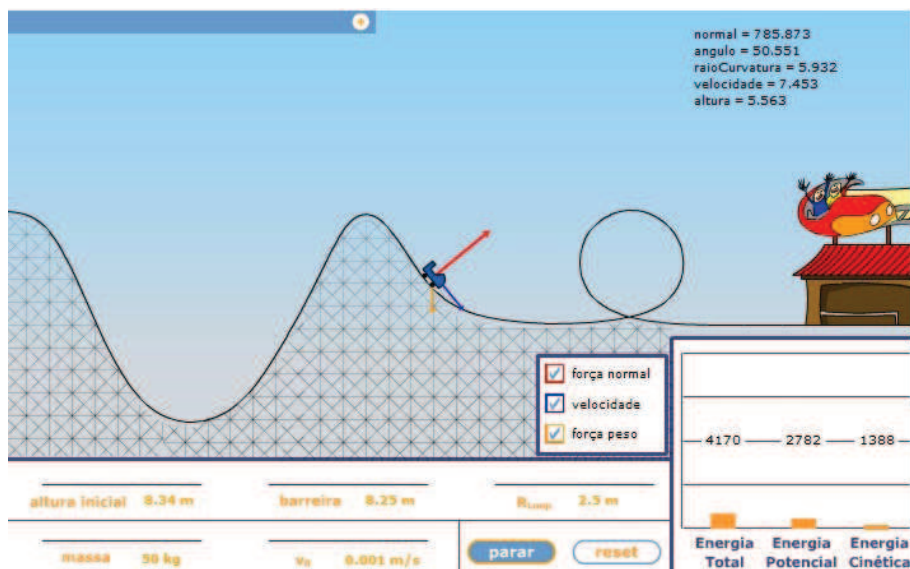 normal = 785.873
angulo = 50.551
raioCurvatura = 5.932
velocidade = 7.453
altura = 5.563
força normal
velocidade
força peso
4170 2782 1388
altura inicial 8.34 m barreira 8.25 m R Loop 2.5 m
massa 50 kg v0 0.001 m/s parar reset
Energia Energia Energia
Total Potencial Cinética